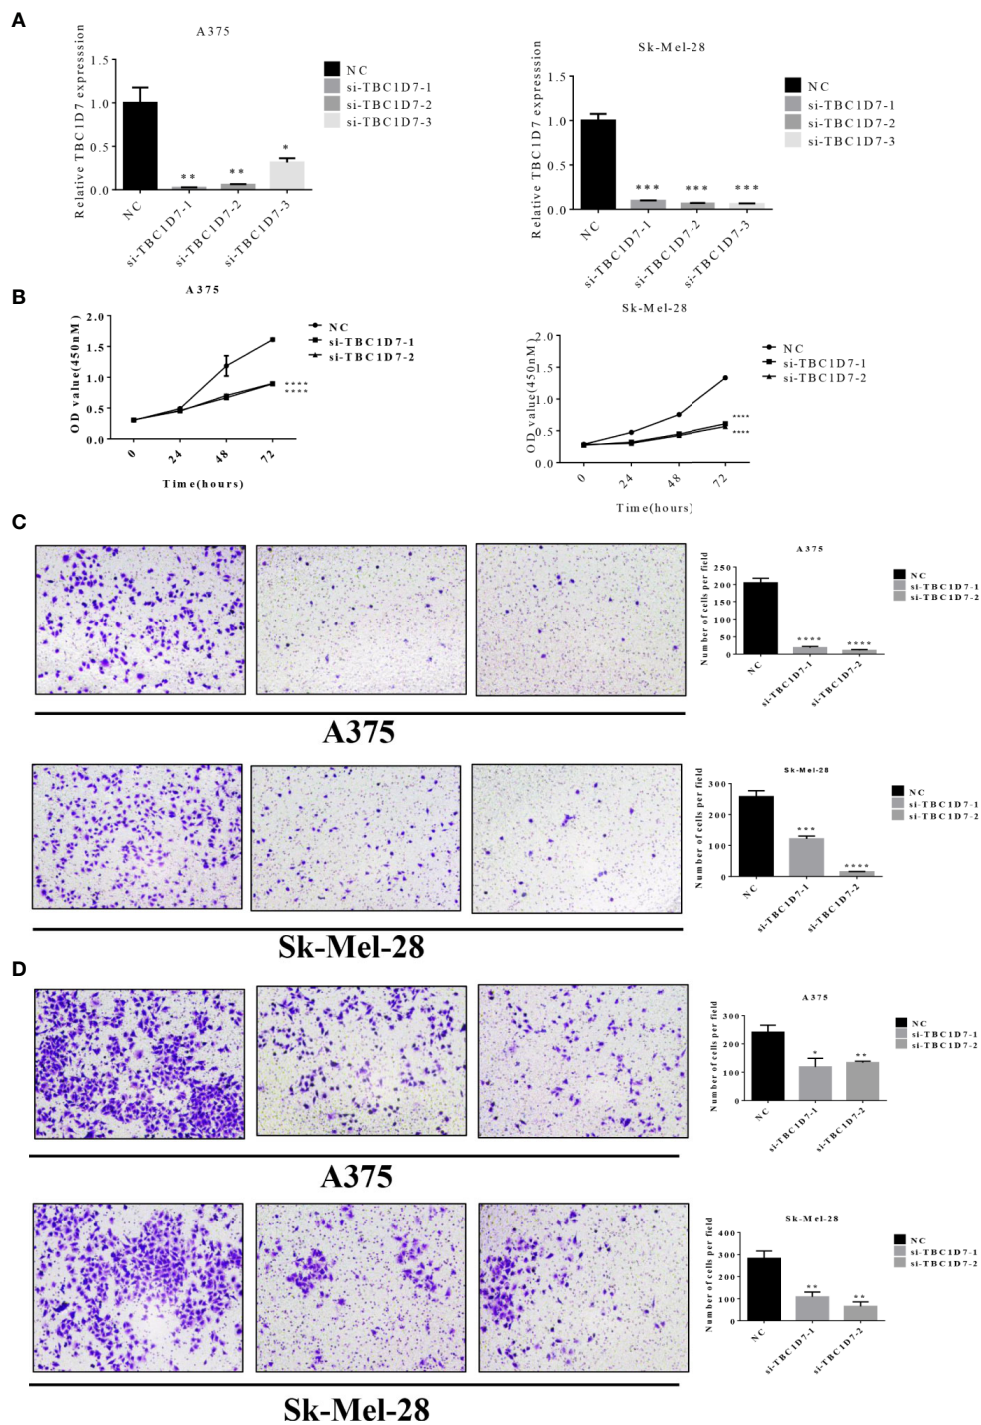 A
A375
Relative TBC1D7 expresssion
1.5
1.0
0.5
0.0
**
**
*
NC
si-TBC1D7-1
si-TBC1D7-2
si-TBC1D7-3
NC
si-TBC1D7-1
si-TBC1D7-2
si-TBC1D7-3
Sk-Mel-28
Relative TBC1D7 expression
1.5
1.0
0.5
0.0
***
***
***
NC
si-TBC1D7-1
si-TBC1D7-2
si-TBC1D7-3
NC
si-TBC1D7-1
si-TBC1D7-2
si-TBC1D7-3
B
A375
OD value(450nM)
2.0
1.5
1.0
0.5
0.0
0
24
48
72
Time(hours)
NC
si-TBC1D7-1
si-TBC1D7-2
****
****
Sk-Mel-28
OD value(450nM)
2.0
1.5
1.0
0.5
0.0
0
24
48
72
Time(hours)
NC
si-TBC1D7-1
si-TBC1D7-2
****
****
C
A375
A375
Number of cells per field
250
200
150
100
50
0
****
****
NC
si-TBC1D7-1
si-TBC1D7-2
NC
si-TBC1D7-1
si-TBC1D7-2
Sk-Mel-28
Sk-Mel-28
Number of cells per field
300
200
100
0
***
****
NC
si-TBC1D7-1
si-TBC1D7-2
NC
si-TBC1D7-1
si-TBC1D7-2
D
A375
A375
Number of cells per field
300
200
100
0
*
**
NC
si-TBC1D7-1
si-TBC1D7-2
NC
si-TBC1D7-1
si-TBC1D7-2
Sk-Mel-28
Sk-Mel-28
Number of cells per field
400
300
200
100
0
**
**
NC
si-TBC1D7-1
si-TBC1D7-2
NC
si-TBC1D7-1
si-TBC1D7-2